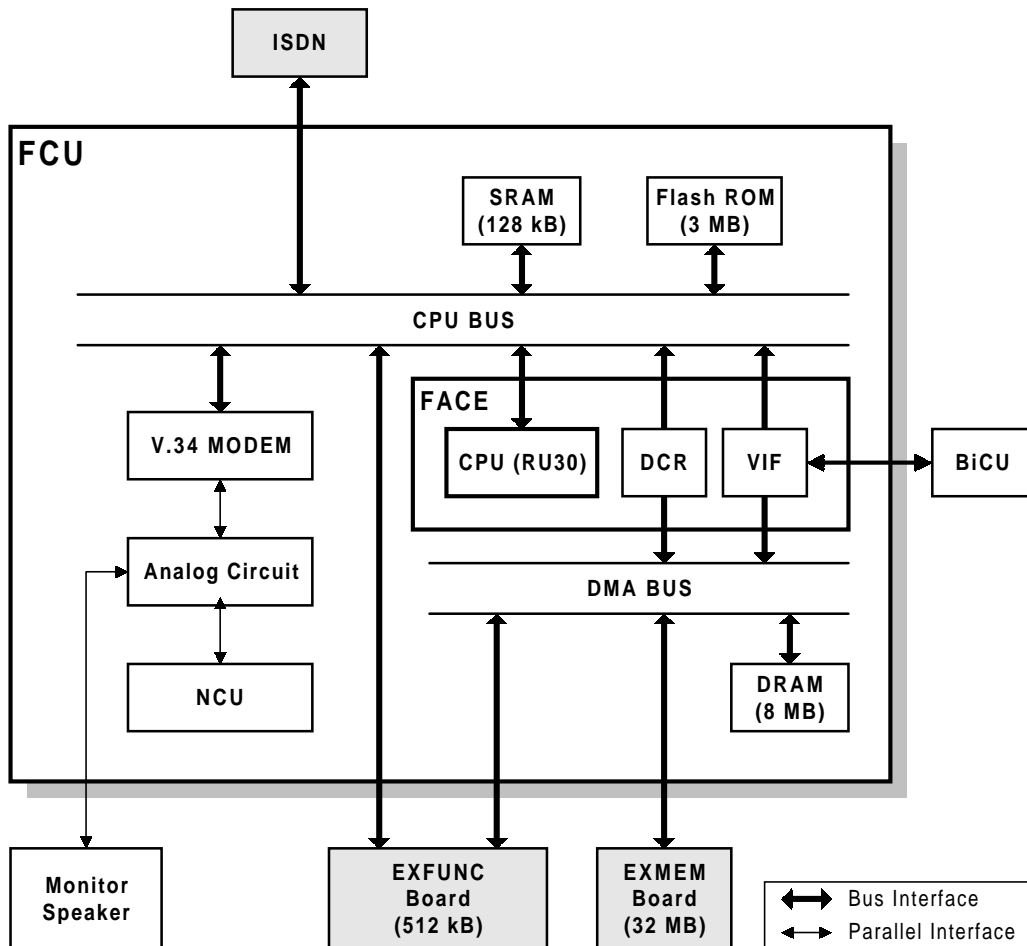 ISDN
FCU
SRAM
(128 kB)
Flash ROM
(3 MB)
CPU BUS
FACE
V.34 MODEM
CPU (RU30)
DCR
VIF
BiCU
Analog Circuit
DMA BUS
NCU
DRAM
(8 MB)
Monitor
Speaker
EXFUNC
Board
(512 kB)
EXMEM
Board
(32 MB)
Bus Interface
Parallel Interface